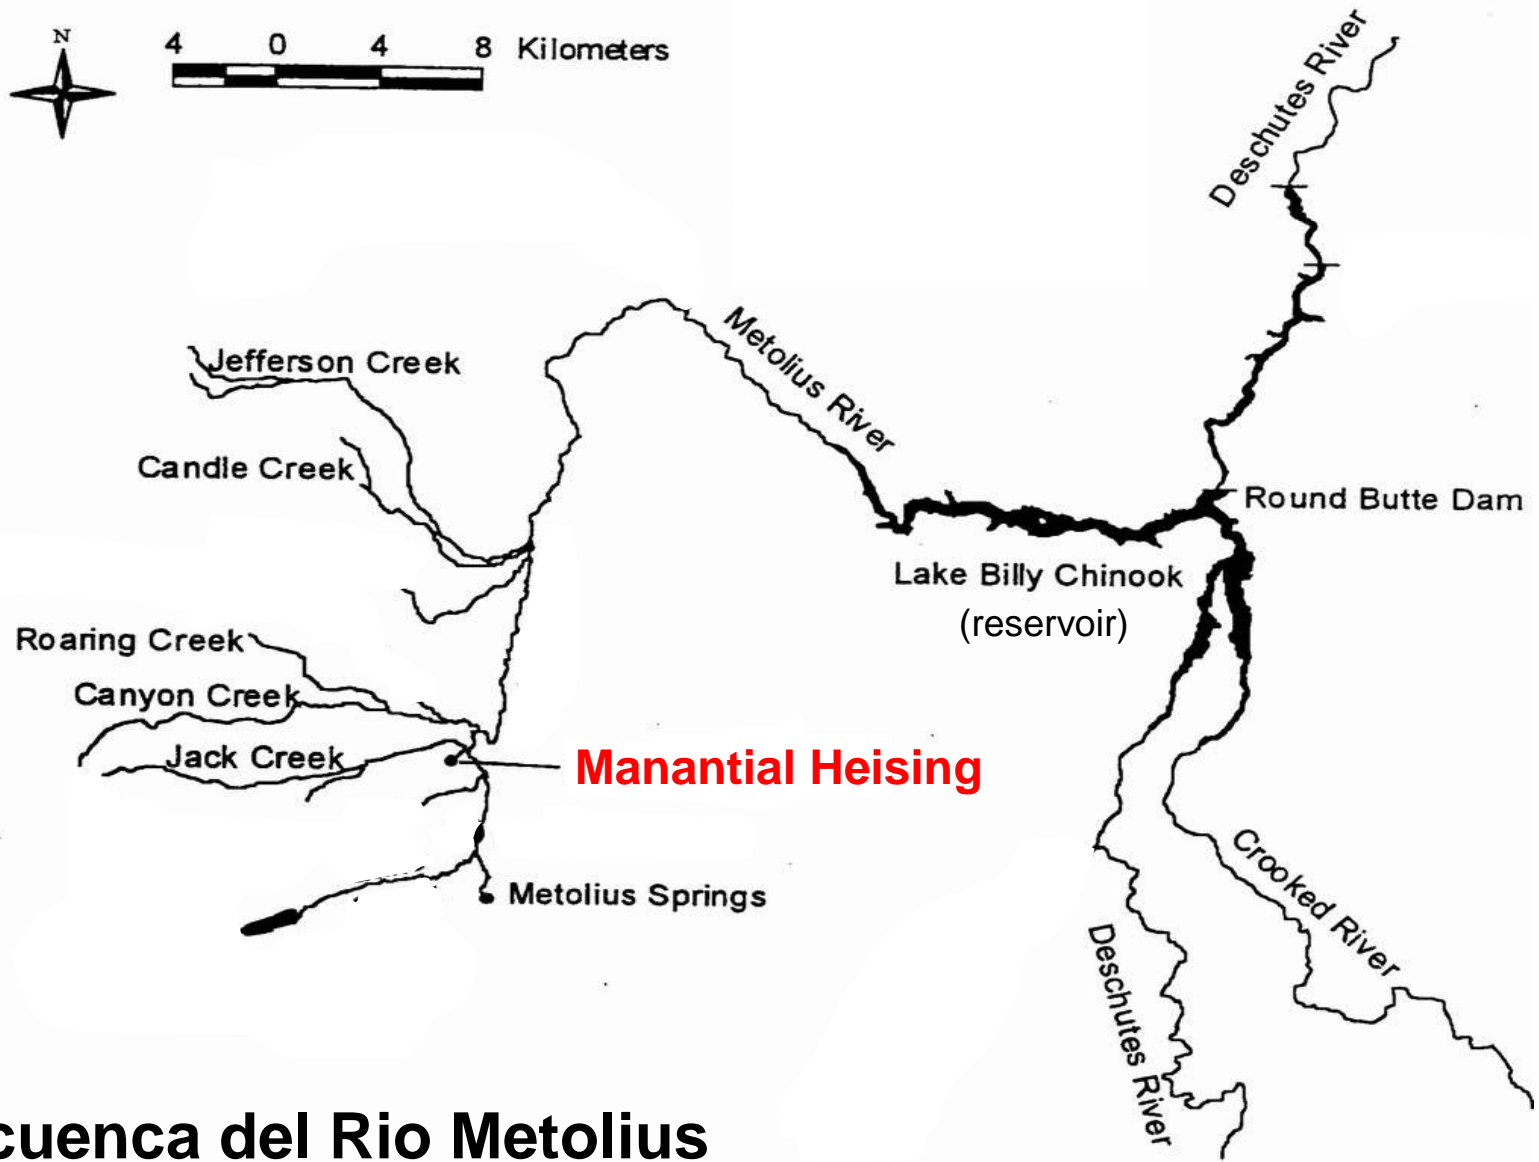 N
4 0 4 8 Kilometers
Deschutes River
Metolius River
Jefferson Creek
Candle Creek
Round Butte Dam
Lake Billy Chinook
(reservoir)
Roaring Creek
Canyon Creek
Jack Creek
Manantial Heising
Metolius Springs
Crooked River
Deschutes River
cuenca del Rio Metolius